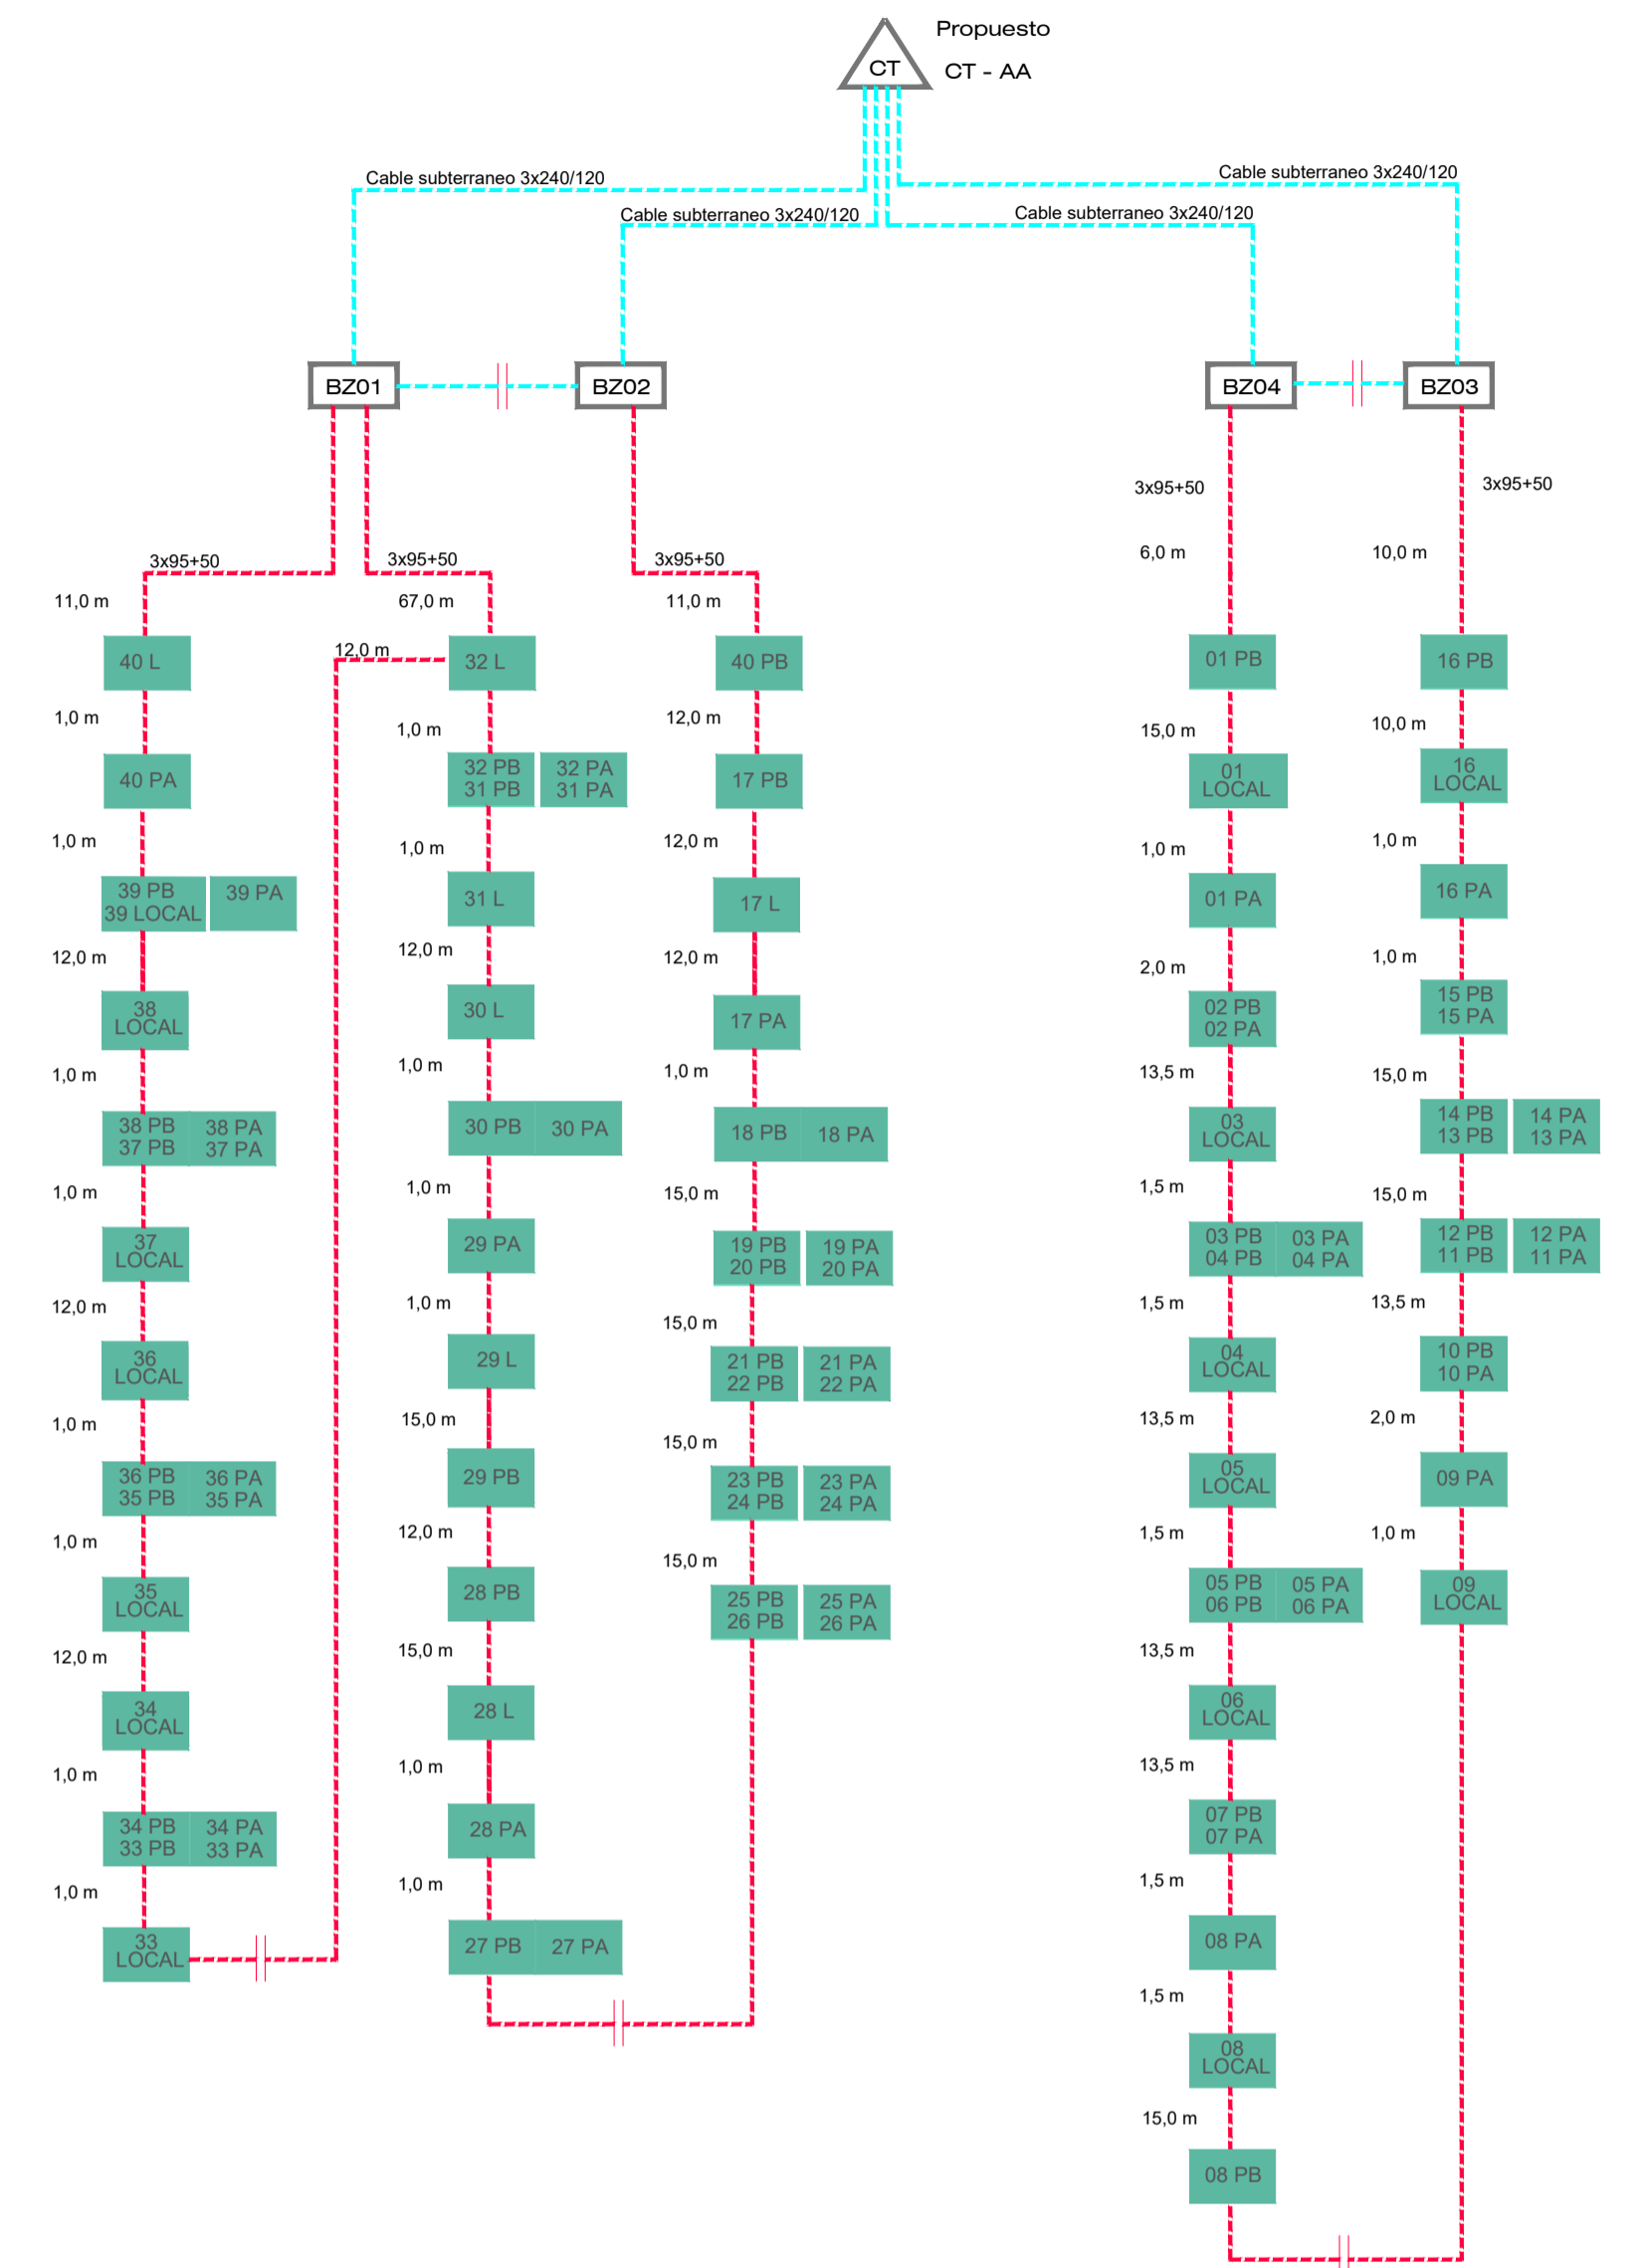 Propuesto
CT
CT - AA
Cable subterraneo 3x240/120
Cable subterraneo 3x240/120
Cable subterraneo 3x240/120
Cable subterraneo 3x240/120
BZ01
BZ02
BZ04
BZ03
3x95+50
11,0 m
40 L
1,0 m
40 PA
1,0 m
39 PB
39 LOCAL
39 PA
12,0 m
38
LOCAL
1,0 m
38 PB
37 PB
38 PA
37 PA
1,0 m
37
LOCAL
12,0 m
36
LOCAL
1,0 m
36 PB
35 PB
36 PA
35 PA
1,0 m
35
LOCAL
12,0 m
34
LOCAL
1,0 m
34 PB
33 PB
34 PA
33 PA
1,0 m
33
LOCAL
3x95+50
67,0 m
12,0 m
32 L
1,0 m
32 PB
31 PB
32 PA
31 PA
1,0 m
31 L
12,0 m
30 L
1,0 m
30 PB
30 PA
1,0 m
29 PA
1,0 m
29 L
15,0 m
29 PB
12,0 m
28 PB
15,0 m
28 L
1,0 m
28 PA
1,0 m
27 PB
27 PA
3x95+50
11,0 m
40 PB
12,0 m
17 PB
12,0 m
17 L
12,0 m
17 PA
1,0 m
18 PB
18 PA
15,0 m
19 PB
20 PB
19 PA
20 PA
15,0 m
21 PB
22 PB
21 PA
22 PA
15,0 m
23 PB
24 PB
23 PA
24 PA
15,0 m
25 PB
26 PB
25 PA
26 PA
3x95+50
6,0 m
01 PB
15,0 m
01
LOCAL
1,0 m
01 PA
2,0 m
02 PB
02 PA
13,5 m
03
LOCAL
1,5 m
03 PB
04 PB
03 PA
04 PA
1,5 m
04
LOCAL
13,5 m
05
LOCAL
1,5 m
05 PB
06 PB
05 PA
06 PA
13,5 m
06
LOCAL
13,5 m
07 PB
07 PA
1,5 m
08 PA
1,5 m
08
LOCAL
15,0 m
08 PB
3x95+50
10,0 m
16 PB
10,0 m
16
LOCAL
1,0 m
16 PA
1,0 m
15 PB
15 PA
15,0 m
14 PB
13 PB
14 PA
13 PA
15,0 m
12 PB
11 PB
12 PA
11 PA
13,5 m
10 PB
10 PA
2,0 m
09 PA
1,0 m
09
LOCAL